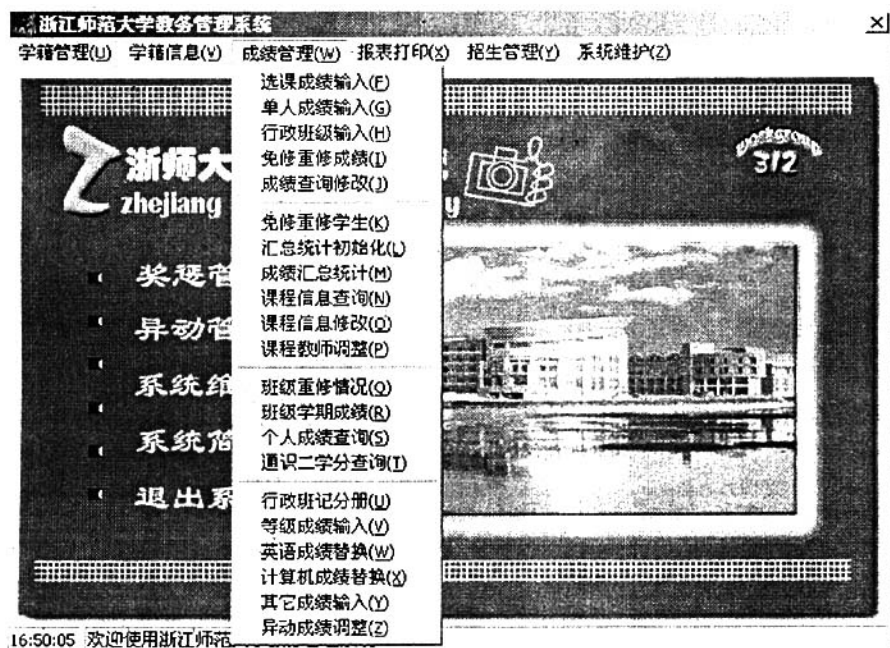 浙江师范大学教务管理系统
学籍管理(U) 学籍信息(V) 成绩管理(W) 报表打印(X) 招生管理(Y) 系统维护(Z)
选课成绩输入(F)
单人成绩输入(G)
行政班级输入(H)
免修重修成绩(I)
成绩查询修改(J)
免修重修学生(K)
汇总统计初始化(L)
成绩汇总统计(M)
课程信息查询(N)
课程信息修改(O)
课程教师调整(P)
班级重修情况(Q)
班级学期成绩(R)
个人成绩查询(S)
通识二学分查询(T)
行政班记分册(U)
等级成绩输入(V)
英语成绩替换(W)
计算机成绩替换(X)
其它成绩输入(Y)
异动成绩调整(Z)
浙师大
zhejiang
y
workgroup
312
奖惩管
异动管
系统维
系统
退出系
16:50:05 欢迎使用浙江师范